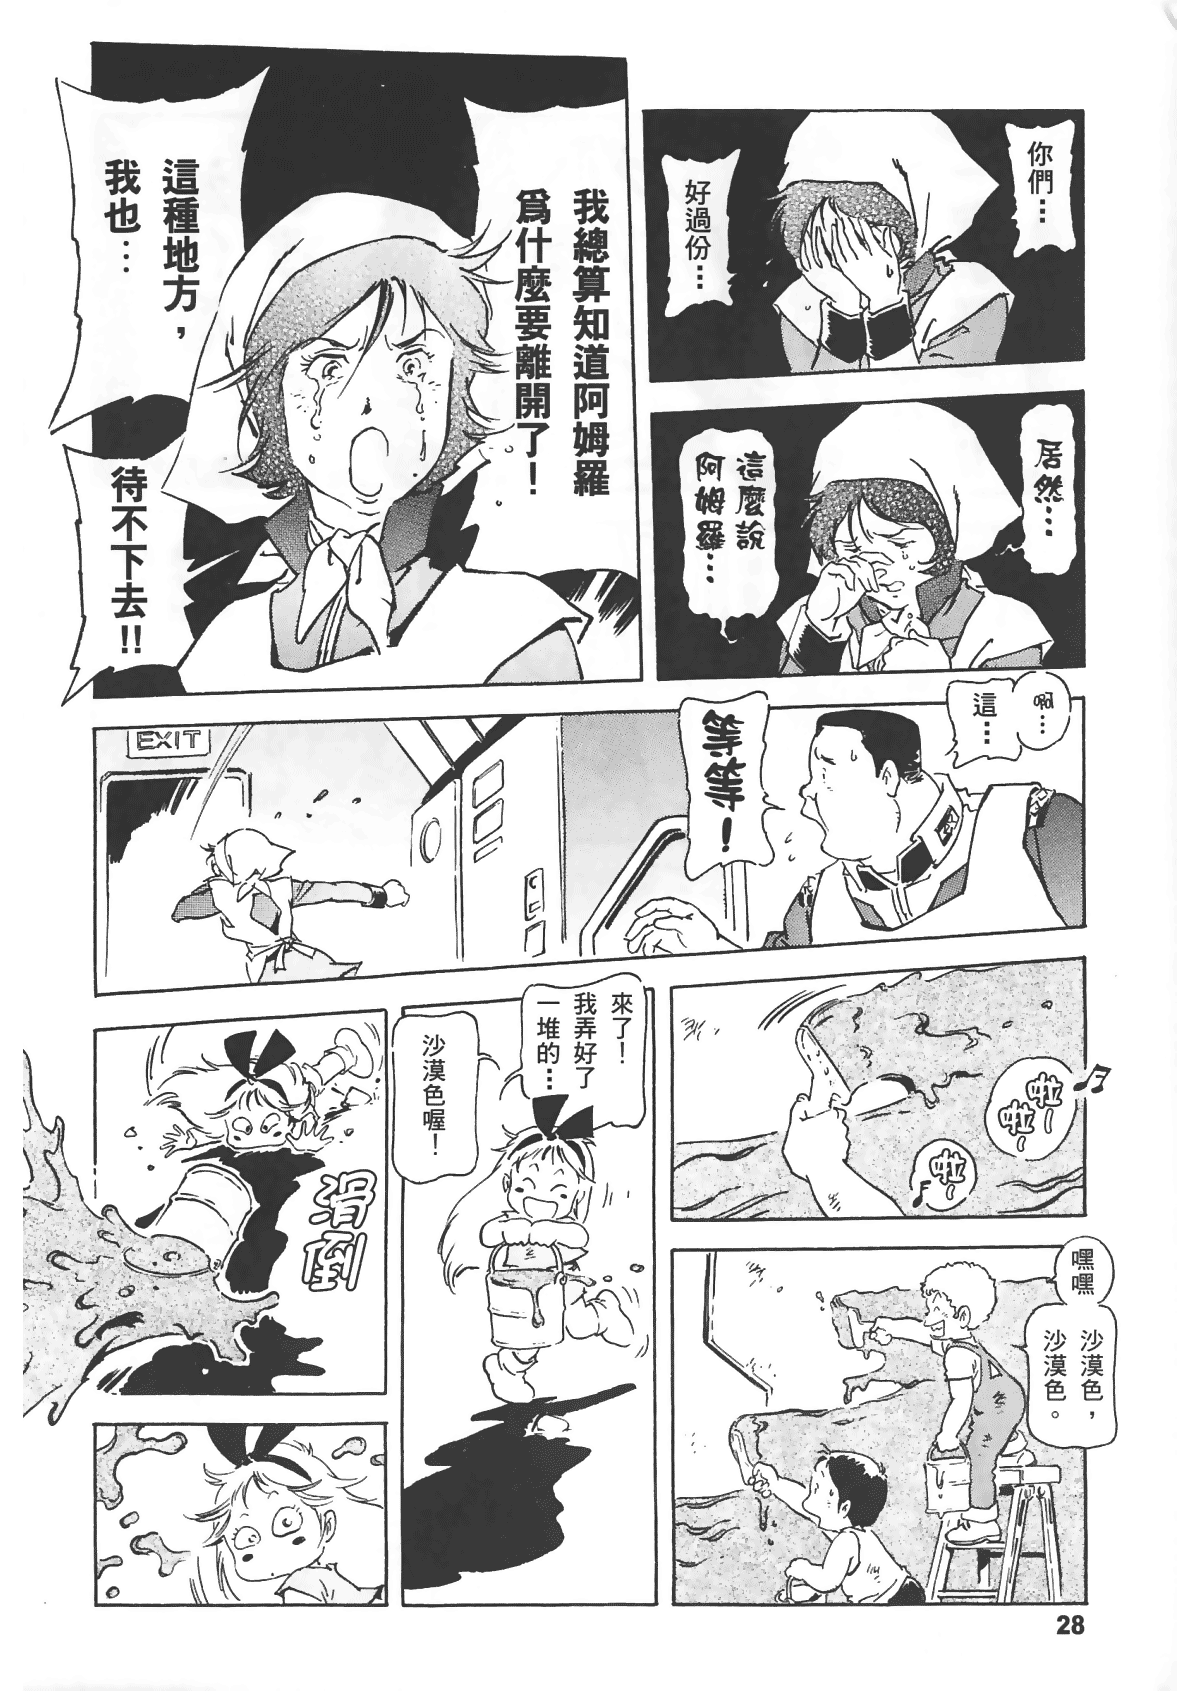 你們…
好過份…
居然…
這麼說
阿姆羅…
我總算知道阿姆羅
爲什麼要離開了！
這種地方，
我也…
待不下去!!
啊…
這…
等等！
EXIT
啦～
啦～
啦～
嘿嘿
沙漠色，
沙漠色。
來了！
我弄好了
一堆的…
沙漠色喔！
滑倒
28